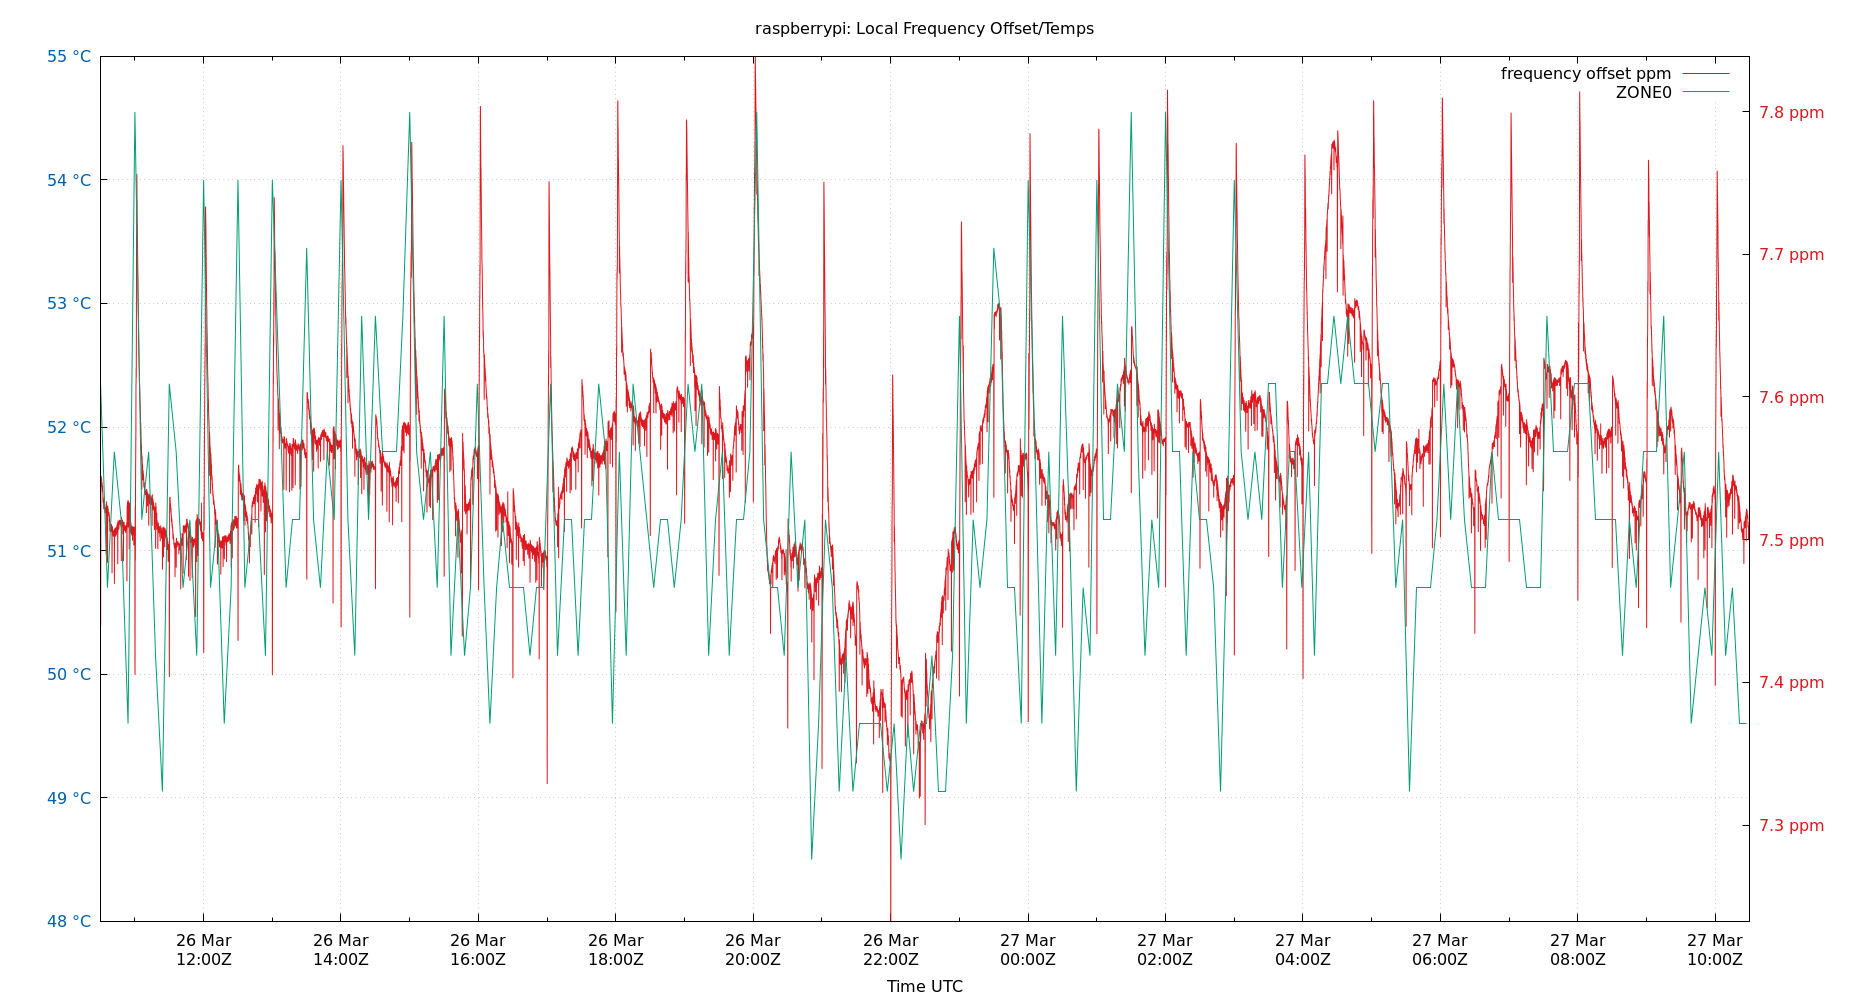 raspberrypi: Local Frequency Offset/Temps
frequency offset ppm
ZONE0
55 °C
54 °C
53 °C
52 °C
51 °C
50 °C
49 °C
48 °C
7.8 ppm
7.7 ppm
7.6 ppm
7.5 ppm
7.4 ppm
7.3 ppm
26 Mar
12:00Z
26 Mar
14:00Z
26 Mar
16:00Z
26 Mar
18:00Z
26 Mar
20:00Z
26 Mar
22:00Z
27 Mar
00:00Z
27 Mar
02:00Z
27 Mar
04:00Z
27 Mar
06:00Z
27 Mar
08:00Z
27 Mar
10:00Z
Time UTC